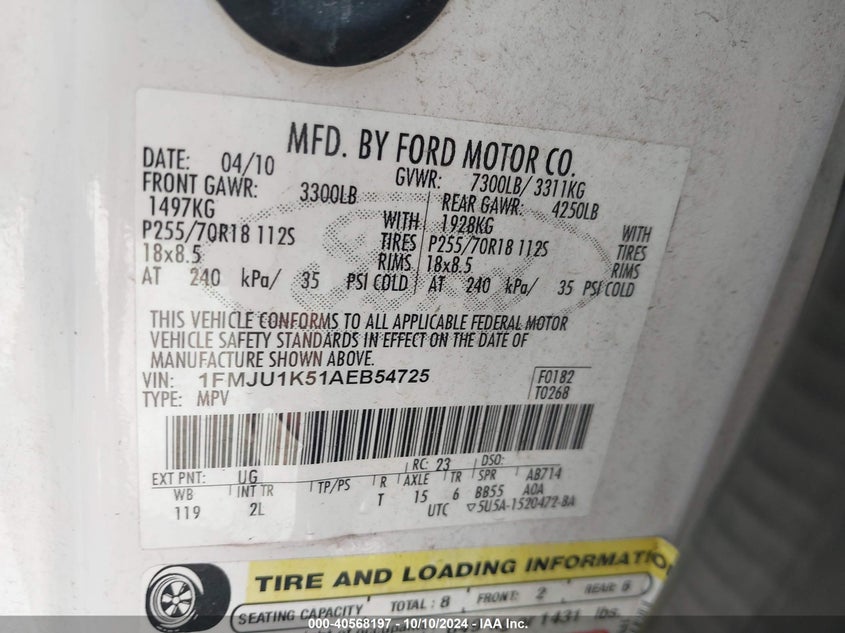 MFD. BY FORD MOTOR CO.
DATE: 04/10 GVWR: 7300LB/ 3311KG
FRONT GAWR: 3300LB REAR GAWR: 4250LB
1497KG WITH 1928KG WITH
P255/70R18 112S TIRES P255/70R18 112S TIRES
18x8.5 RIMS 18x8.5 RIMS
AT 240 kPa/ 35 PSI COLD AT 240 kPa/ 35 PSI COLD
THIS VEHICLE CONFORMS TO ALL APPLICABLE FEDERAL MOTOR
VEHICLE SAFETY STANDARDS IN EFFECT ON THE DATE OF
MANUFACTURE SHOWN ABOVE.
VIN: 1FMJU1K51AEB54725 F0182
TYPE: MPV T0268
RC: 23 DSO:
EXT PNT: UG AXLE TR SPR AB714
WB INT TR TP/PS R
119 2L T 15 6 BB55 A0A
UTC ▽5U5A-1520472-BA
TIRE AND LOADING INFORMATION
SEATING CAPACITY TOTAL: 8 FRONT: 2 REAR: 6
1431 lbs.
40568197 - 10/10/2024 - IAA Inc.